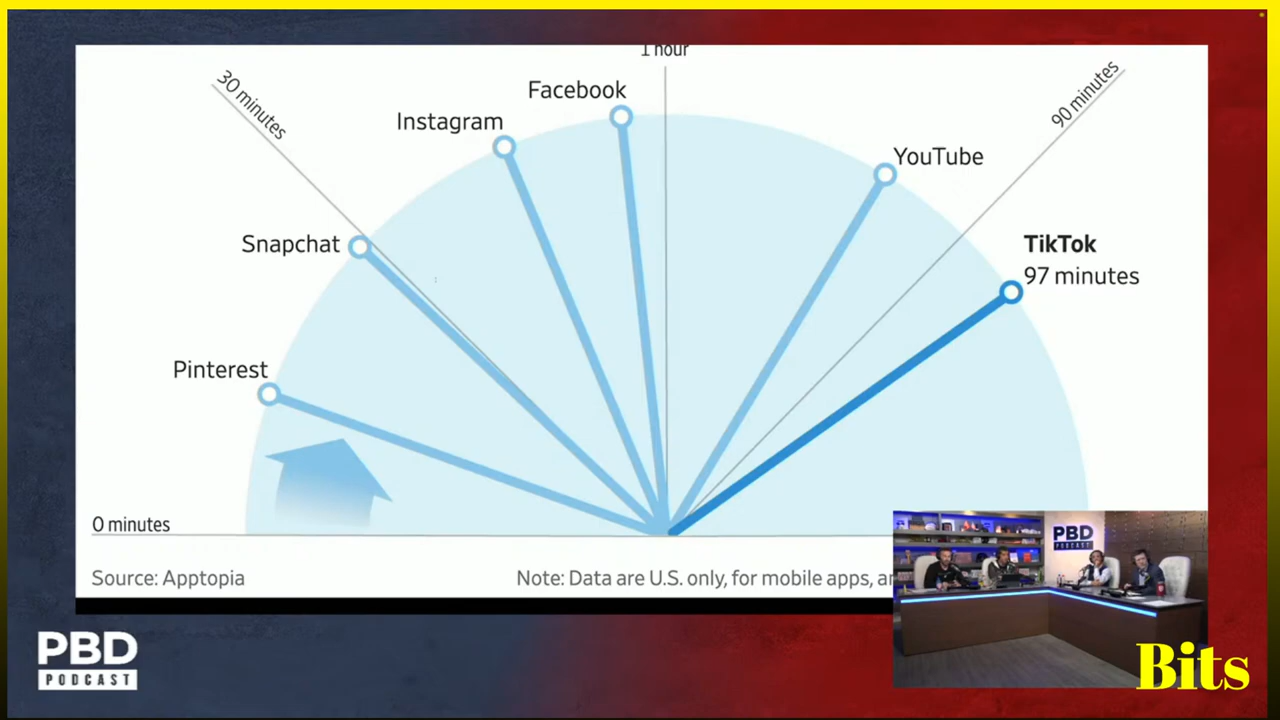 1 hour
30 minutes
90 minutes
Facebook
Instagram
YouTube
Snapchat
TikTok
97 minutes
Pinterest
0 minutes
Source: Apptopia
Note: Data are U.S. only, for mobile apps,
PBD
PODCAST
PBD
PODCAST
Bits